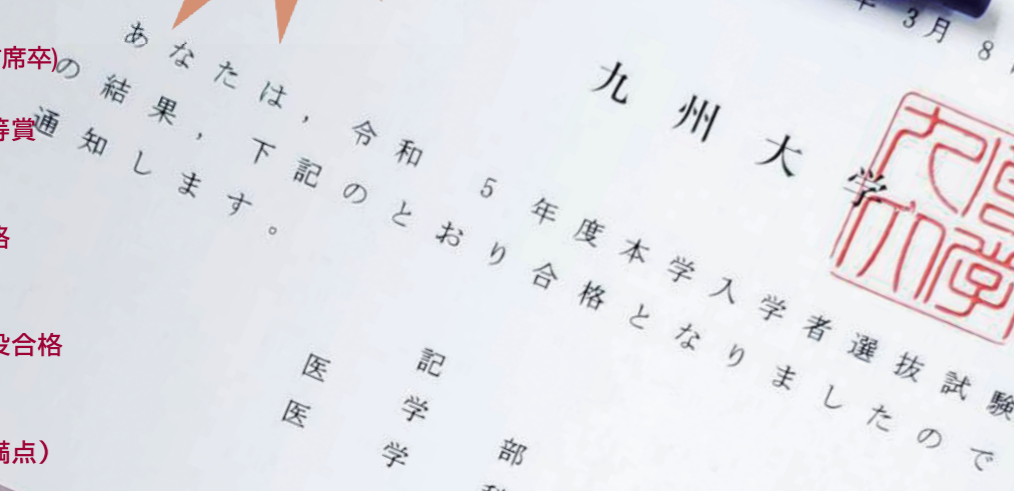 席卒)
等賞
格
役合格
満点）
3月 8
九州大学
あなたは，令和 5 年度本学入学者選抜試験
の結果，下記のとおり合格となりましたので
通知します。
記
医 学 部
医 学